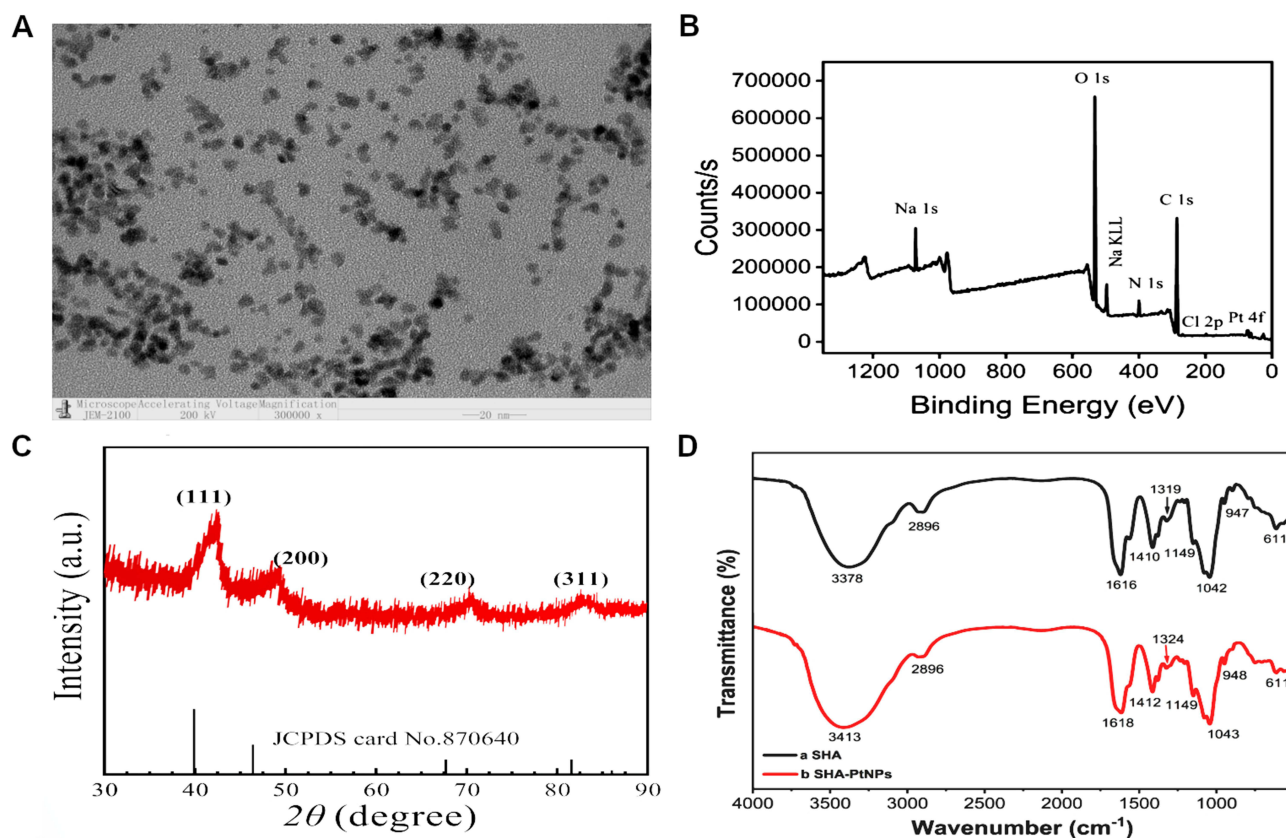 A
Microscope Accelerating Voltage Magnification
JEM-2100 200 kV 300000 x 20 nm
B
700000
600000
500000
400000
300000
200000
100000
0
Counts/s
O 1s
C 1s
Na 1s
Na KLL
N 1s
Cl 2p
Pt 4f
1200 1000 800 600 400 200 0
Binding Energy (eV)
C
Intensity (a.u.)
(111)
(200)
(220)
(311)
JCPDS card No.870640
30 40 50 60 70 80 90
2θ (degree)
D
Transmittance (%)
1319
2896
947
1410
1149
611
3378
1616
1042
1324
2896
948
611
1412
1149
1618
1043
3413
a SHA
b SHA-PtNPs
4000 3500 3000 2500 2000 1500 1000
Wavenumber (cm⁻¹)